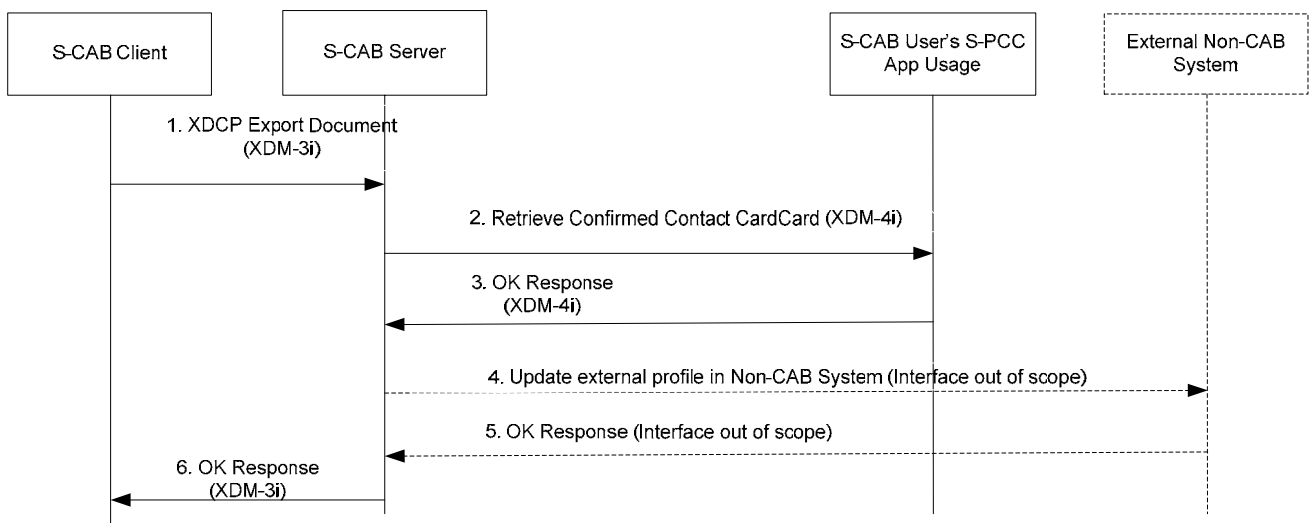 S-CAB Client
S-CAB Server
S-CAB User's S-PCC
App Usage
External Non-CAB
System
1. XDCP Export Document
(XDM-3i)
2. Retrieve Confirmed Contact CardCard (XDM-4i)
3. OK Response
(XDM-4i)
4. Update external profile in Non-CAB System (Interface out of scope)
5. OK Response (Interface out of scope)
6. OK Response
(XDM-3i)